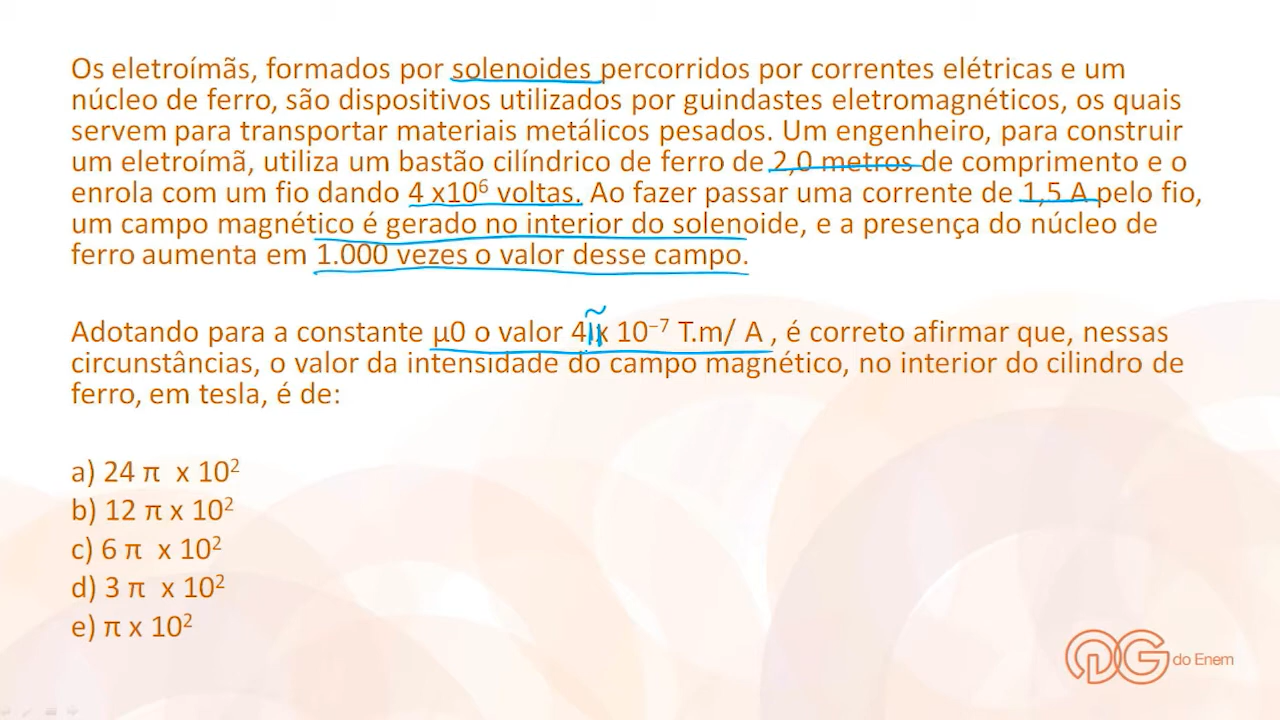 Os eletroímãs, formados por solenoides percorridos por correntes elétricas e um
núcleo de ferro, são dispositivos utilizados por guindastes eletromagnéticos, os quais
servem para transportar materiais metálicos pesados. Um engenheiro, para construir
um eletroímã, utiliza um bastão cilíndrico de ferro de 2,0 metros de comprimento e o
enrola com um fio dando 4 x10⁶ voltas. Ao fazer passar uma corrente de 1,5 A pelo fio,
um campo magnético é gerado no interior do solenoide, e a presença do núcleo de
ferro aumenta em 1.000 vezes o valor desse campo.
Adotando para a constante µ0 o valor 4π x 10⁻⁷ T.m/ A , é correto afirmar que, nessas
circunstâncias, o valor da intensidade do campo magnético, no interior do cilindro de
ferro, em tesla, é de:
a) 24 π x 10²
b) 12 π x 10²
c) 6 π x 10²
d) 3 π x 10²
e) π x 10²
QG do Enem